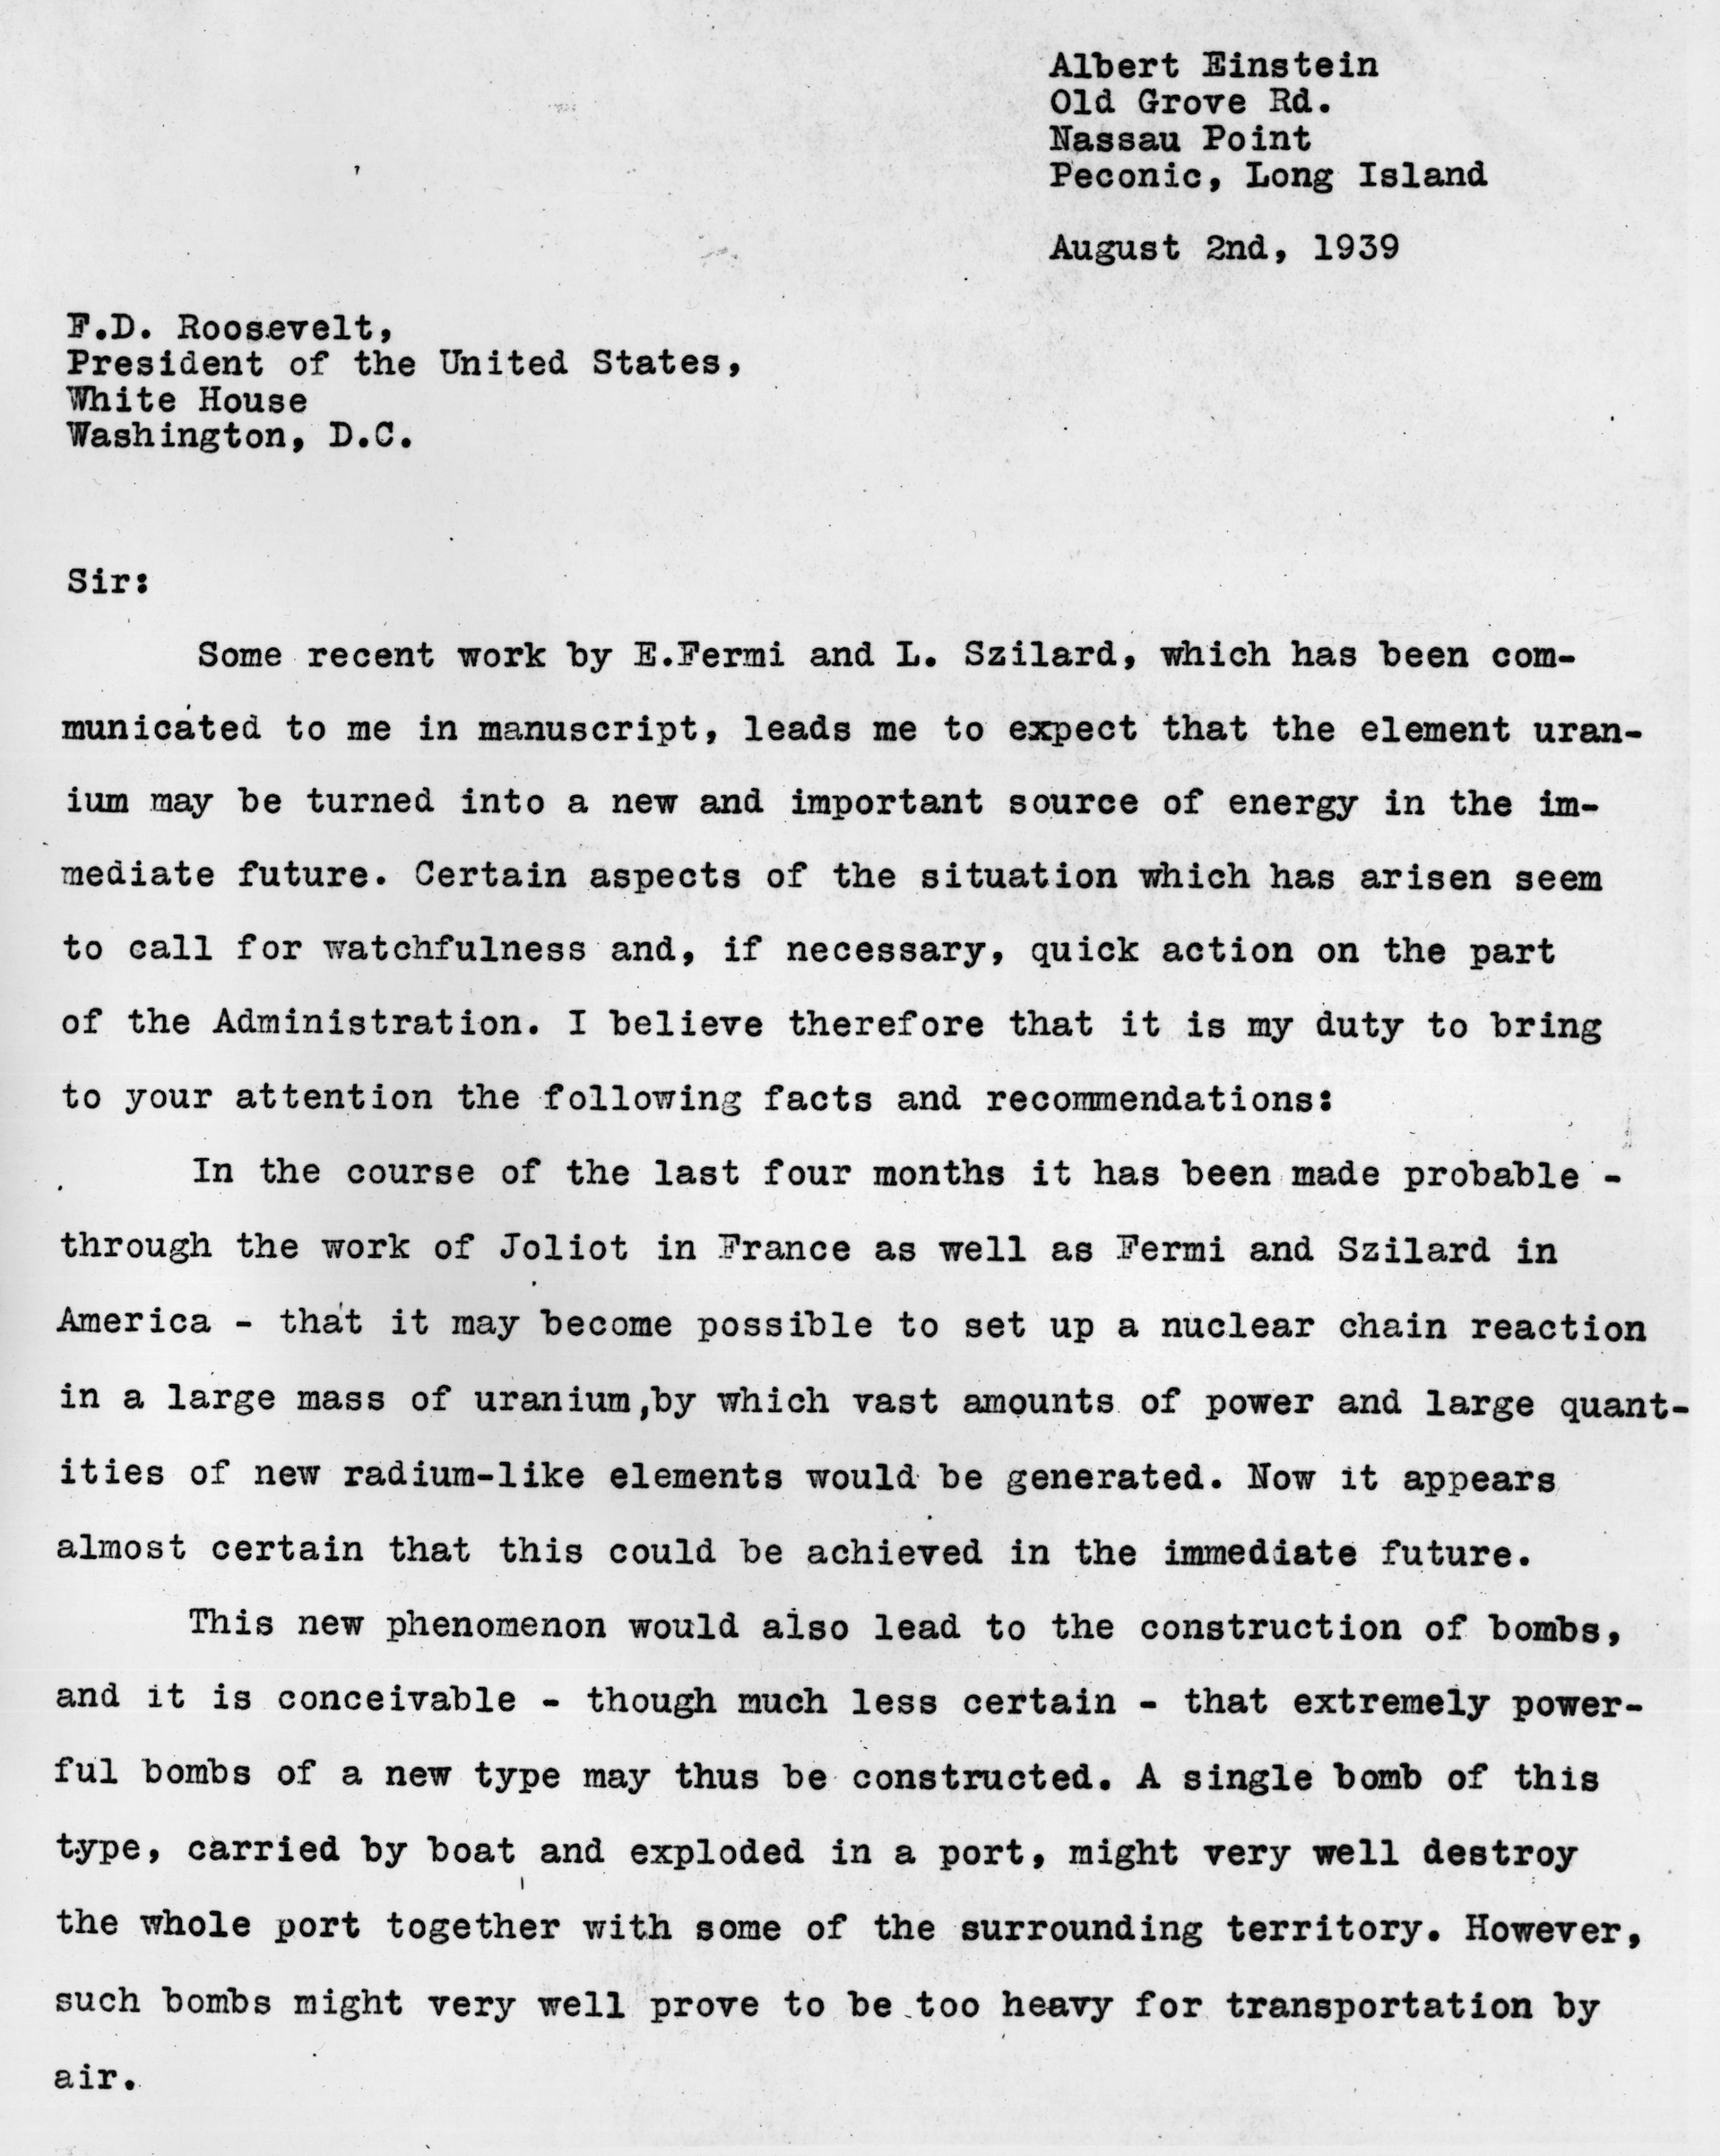 Albert Einstein
Old Grove Rd.
Nassau Point
Peconic, Long Island
August 2nd, 1939
F.D. Roosevelt,
President of the United States,
White House
Washington, D.C.
Sir:
Some recent work by E.Fermi and L. Szilard, which has been com-
municated to me in manuscript, leads me to expect that the element uran-
ium may be turned into a new and important source of energy in the im-
mediate future. Certain aspects of the situation which has arisen seem
to call for watchfulness and, if necessary, quick action on the part
of the Administration. I believe therefore that it is my duty to bring
to your attention the following facts and recommendations:
In the course of the last four months it has been made probable -
through the work of Joliot in France as well as Fermi and Szilard in
America - that it may become possible to set up a nuclear chain reaction
in a large mass of uranium,by which vast amounts of power and large quant-
ities of new radium-like elements would be generated. Now it appears
almost certain that this could be achieved in the immediate future.
This new phenomenon would also lead to the construction of bombs,
and it is conceivable - though much less certain - that extremely power-
ful bombs of a new type may thus be constructed. A single bomb of this
type, carried by boat and exploded in a port, might very well destroy
the whole port together with some of the surrounding territory. However,
such bombs might very well prove to be too heavy for transportation by
air.